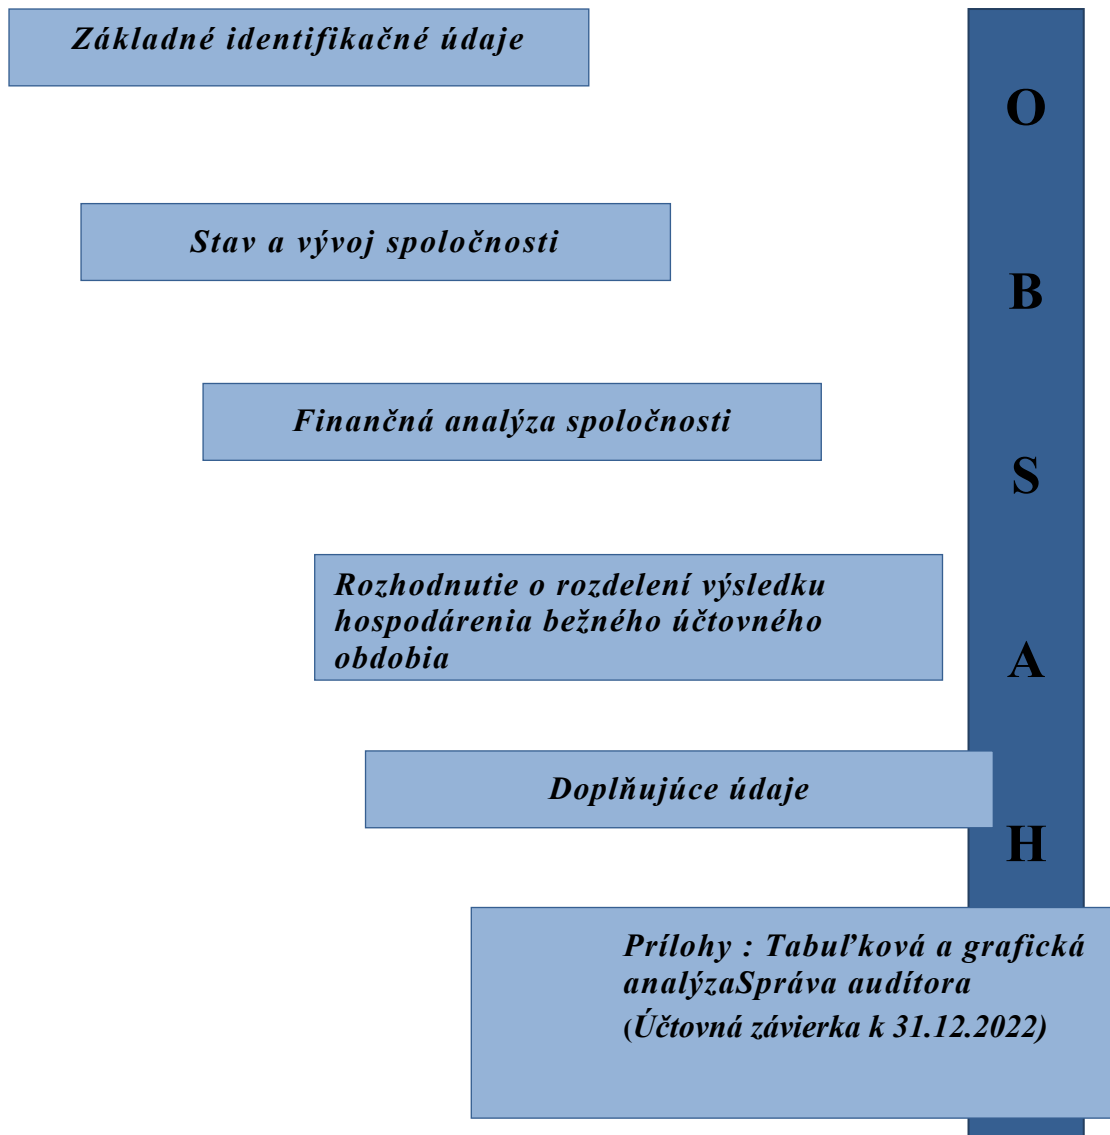 Základné identifikačné údaje
Stav a vývoj spoločnosti
Finančná analýza spoločnosti
Rozhodnutie o rozdelení výsledku
hospodárenia bežného účtovného
obdobia
Doplňujúce údaje
Prílohy : Tabuľková a grafická
analýzaSpráva audítora
(Účtovná závierka k 31.12.2022)
O
B
S
A
H